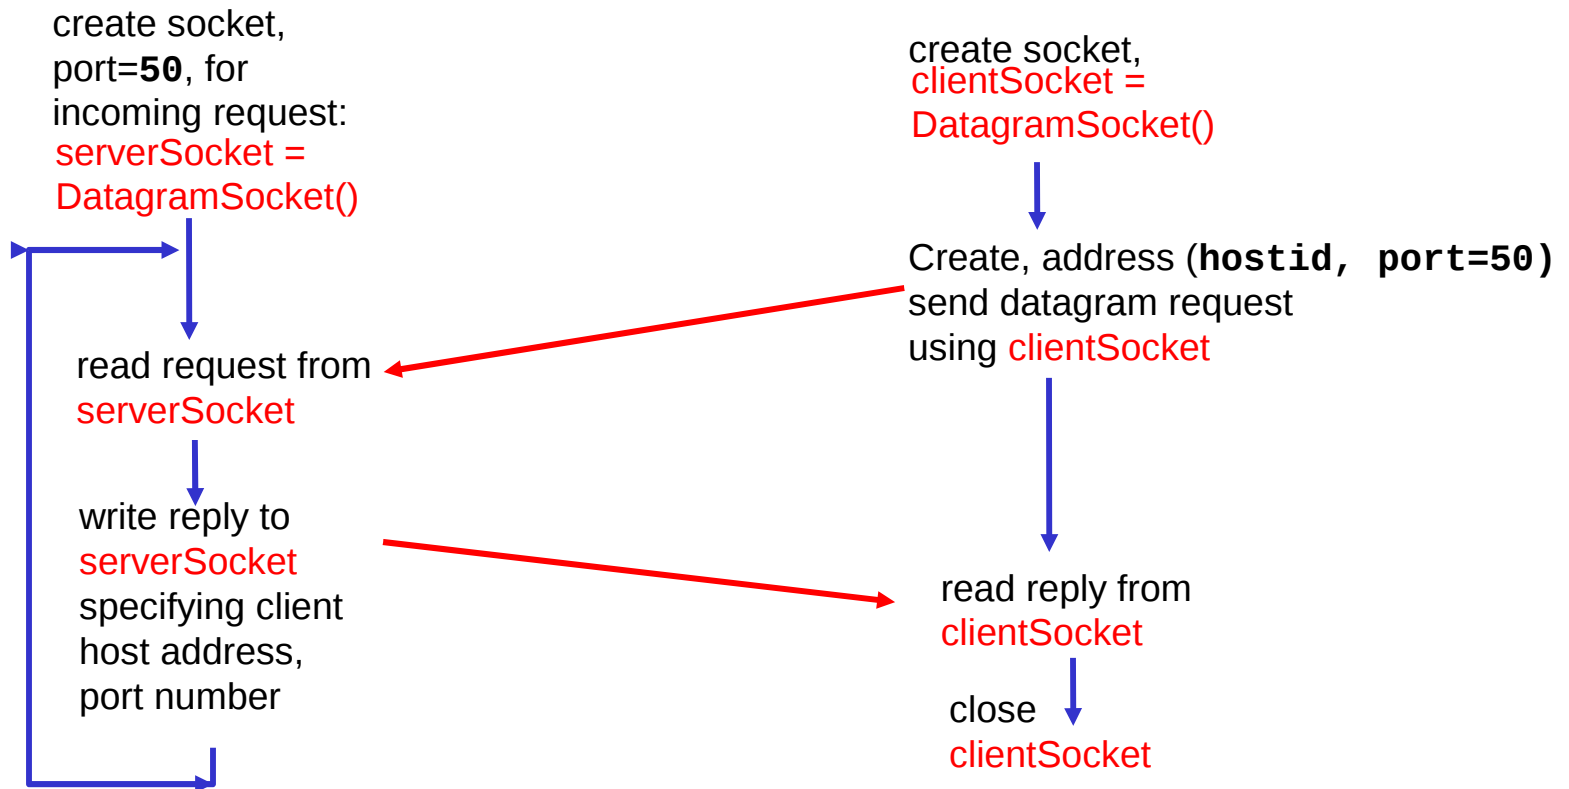 create socket,
port=50, for
incoming request:
serverSocket =
DatagramSocket()
read request from
serverSocket
write reply to
serverSocket
specifying client
host address,
port number
create socket,
clientSocket =
DatagramSocket()
Create, address (hostid, port=50)
send datagram request
using clientSocket
read reply from
clientSocket
close
clientSocket